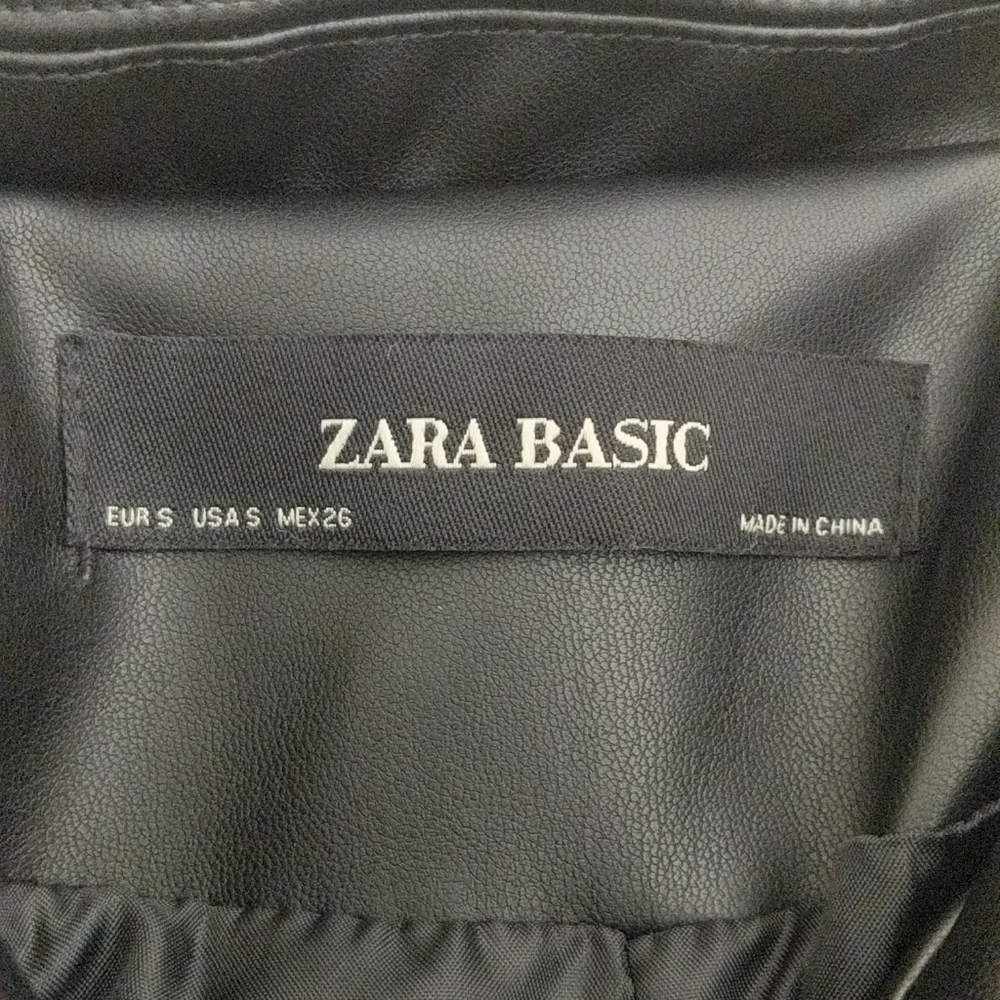 ZARA BASIC
EUR S USA S MEX 26 MADE IN CHINA